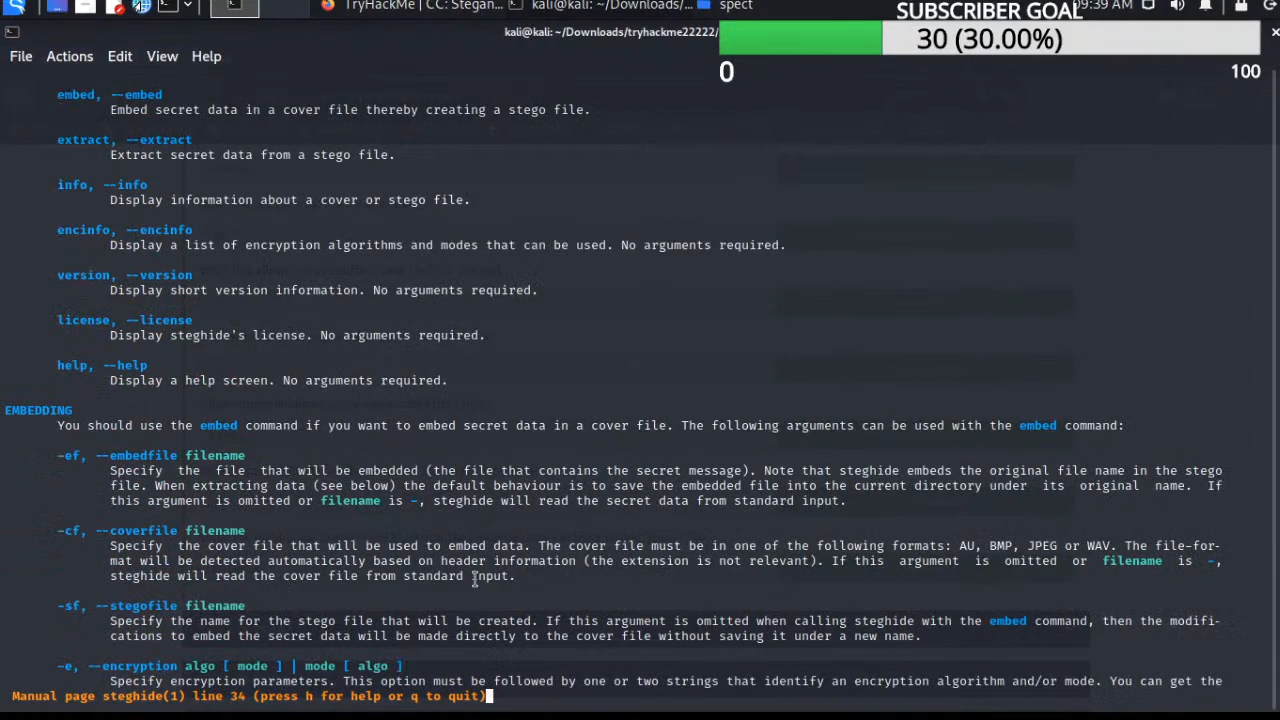 TryHackMe | CC: Stegan...
kali@kali: ~/Downloads/...
spect
SUBSCRIBER GOAL
09:39 AM
kali@kali: ~/Downloads/tryhackme22222/
30 (30.00%)
0
100
File Actions Edit View Help
embed, --embed
Embed secret data in a cover file thereby creating a stego file.
extract, --extract
Extract secret data from a stego file.
info, --info
Display information about a cover or stego file.
encinfo, --encinfo
Display a list of encryption algorithms and modes that can be used. No arguments required.
version, --version
Display short version information. No arguments required.
license, --license
Display steghide's license. No arguments required.
help, --help
Display a help screen. No arguments required.
EMBEDDING
You should use the embed command if you want to embed secret data in a cover file. The following arguments can be used with the embed command:
-ef, --embedfile filename
Specify the file that will be embedded (the file that contains the secret message). Note that steghide embeds the original file name in the stego
file. When extracting data (see below) the default behaviour is to save the embedded file into the current directory under its original name. If
this argument is omitted or filename is -, steghide will read the secret data from standard input.
-cf, --coverfile filename
Specify the cover file that will be used to embed data. The cover file must be in one of the following formats: AU, BMP, JPEG or WAV. The file-for-
mat will be detected automatically based on header information (the extension is not relevant). If this argument is omitted or filename is -,
steghide will read the cover file from standard input.
-sf, --stegofile filename
Specify the name for the stego file that will be created. If this argument is omitted when calling steghide with the embed command, then the modifi-
cations to embed the secret data will be made directly to the cover file without saving it under a new name.
-e, --encryption algo [ mode ] | mode [ algo ]
Specify encryption parameters. This option must be followed by one or two strings that identify an encryption algorithm and/or mode. You can get the
Manual page steghide(1) line 34 (press h for help or q to quit)